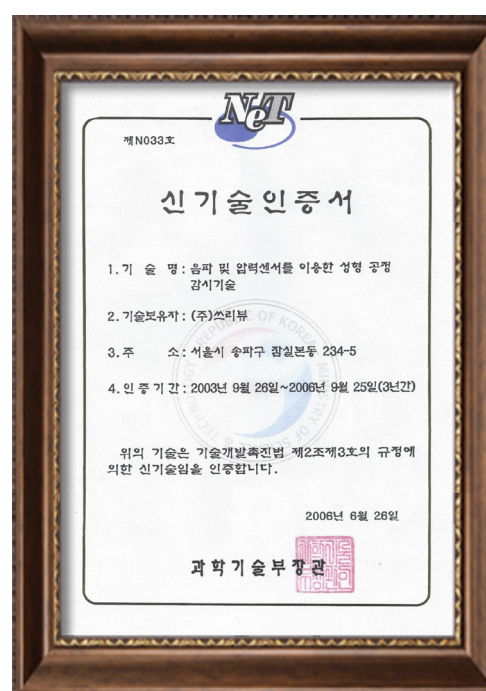 NeT
제N033호
신기술인증서
1. 기 술 명 : 음파 및 압력센서를 이용한 성형 공정
감시기술
2. 기술보유자 : (주)쓰리뷰
3. 주 소 : 서울시 송파구 잠실본동 234-5
4. 인 증 기 간 : 2003년 9월 26일~2006년 9월 25일(3년간)
위의 기술은 기술개발촉진법 제2조제3호의 규정에
의한 신기술임을 인증합니다.
2006년 6월 26일
과학기술부장관
REPUBLIC OF KOREA MINISTRY OF SCIENCE & TECHNOLOGY